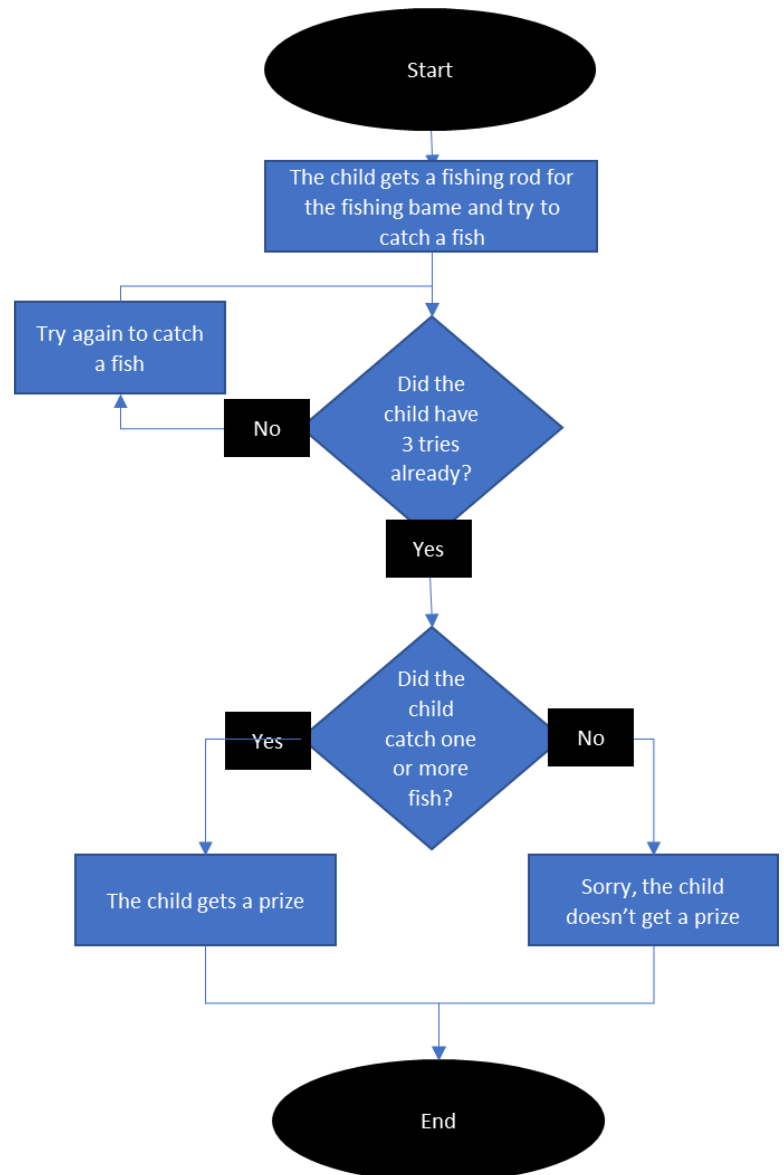 Start
The child gets a fishing rod for
the fishing bame and try to
catch a fish
Try again to catch
a fish
Did the
child have
3 tries
already?
No
Yes
Did the
child
catch one
or more
fish?
Yes
No
The child gets a prize
Sorry, the child
doesn’t get a prize
End